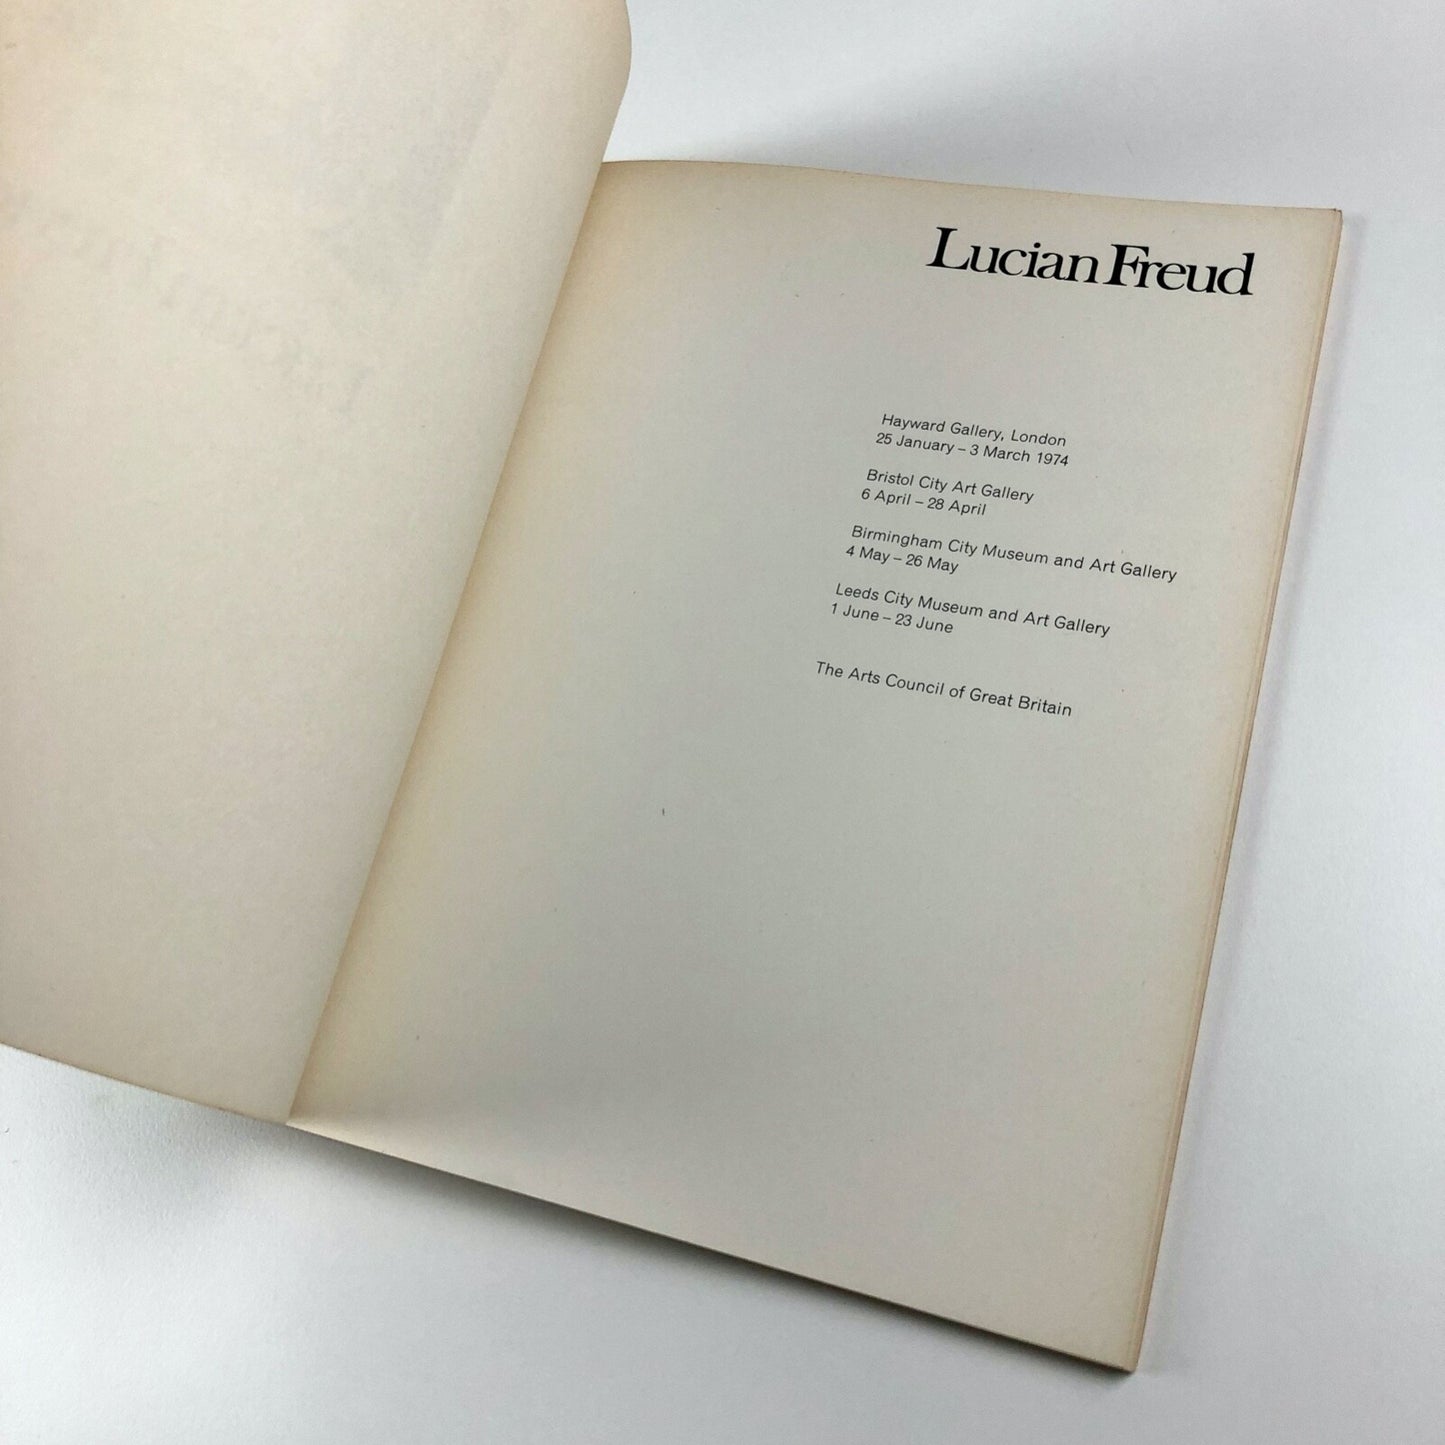 Lucian Freud
Hayward Gallery, London
25 January – 3 March 1974
Bristol City Art Gallery
6 April – 28 April
Birmingham City Museum and Art Gallery
4 May – 26 May
Leeds City Museum and Art Gallery
1 June – 23 June
The Arts Council of Great Britain